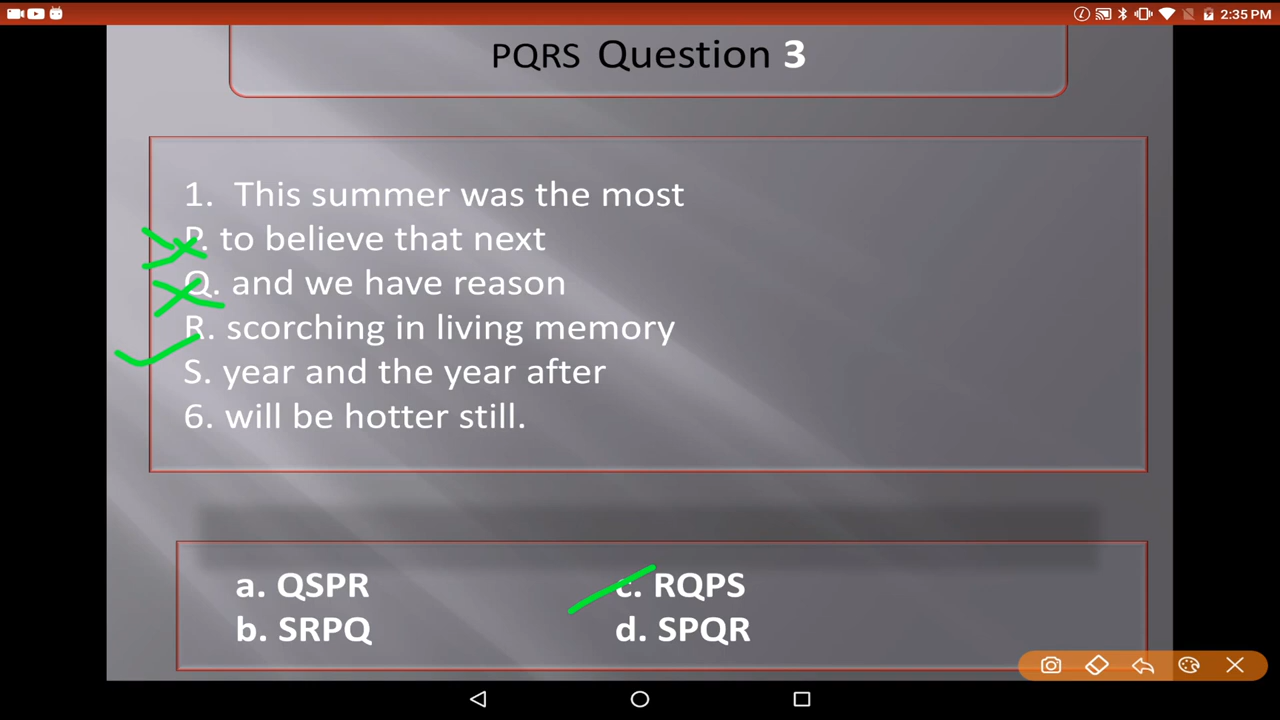 2:35 PM
PQRS Question 3
1. This summer was the most
P. to believe that next
Q. and we have reason
R. scorching in living memory
S. year and the year after
6. will be hotter still.
a. QSPR
c. RQPS
b. SRPQ
d. SPQR